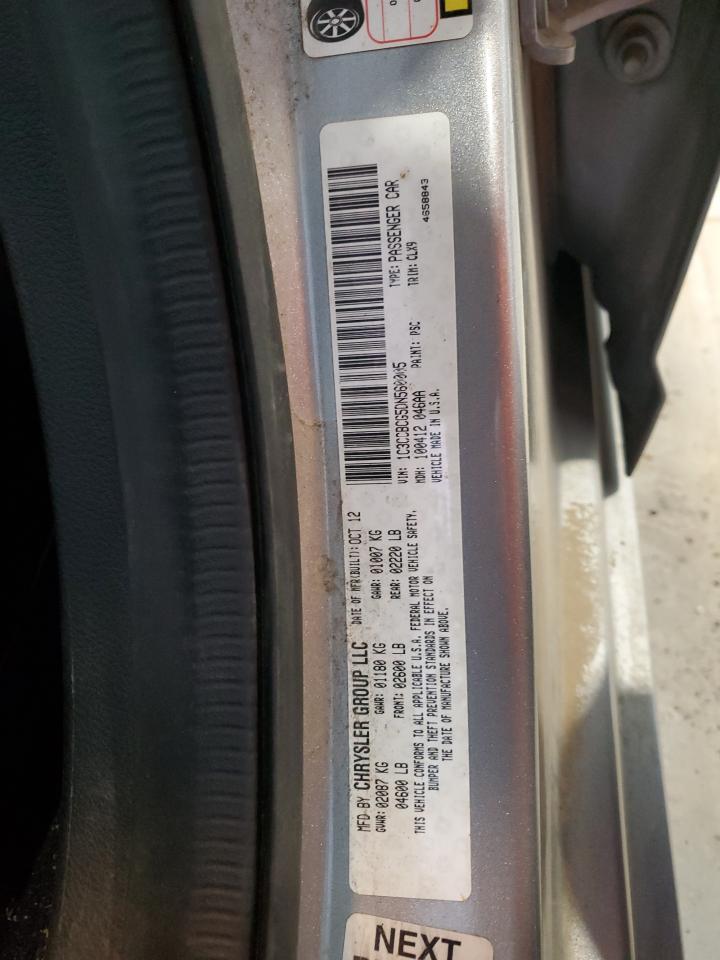 MFD BY CHRYSLER GROUP LLC DATE OF MFR(BUILT): OCT 12
GVWR: 02087 KG GAWR: 01180 KG GAWR: 01007 KG
04600 LB FRONT: 02600 LB REAR: 02220 LB
THIS VEHICLE CONFORMS TO ALL APPLICABLE U.S.A. FEDERAL MOTOR VEHICLE SAFETY,
BUMPER AND THEFT PREVENTION STANDARDS IN EFFECT ON
THE DATE OF MANUFACTURE SHOWN ABOVE.
VIN: TYPE: PASSENGER CAR
MDH: 100412 046AA PAINT: PSC TRIM: CLX9
VEHICLE MADE IN U.S.A. 4658843
NEXT